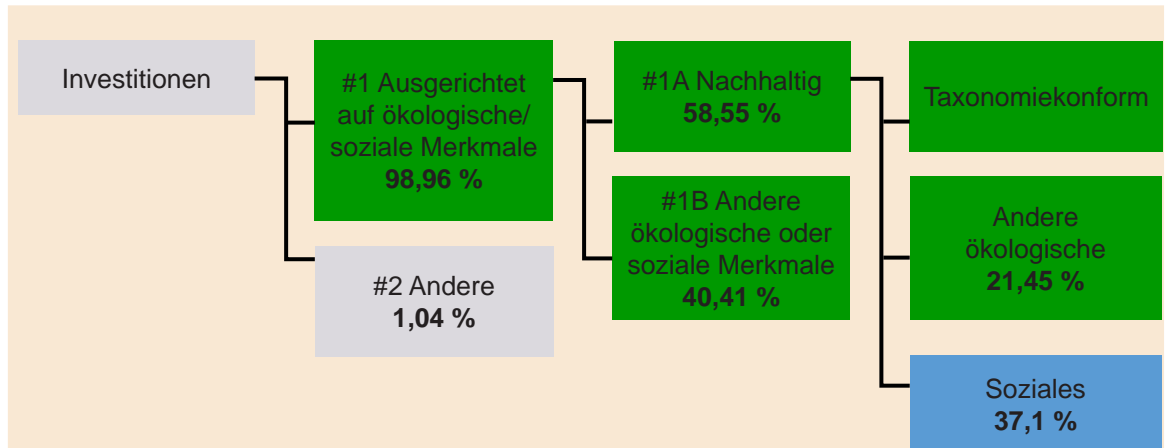 Investitionen
#1 Ausgerichtet
auf ökologische/
soziale Merkmale
98,96 %
#2 Andere
1,04 %
#1A Nachhaltig
58,55 %
#1B Andere
ökologische oder
soziale Merkmale
40,41 %
Taxonomiekonform
Andere
ökologische
21,45 %
Soziales
37,1 %